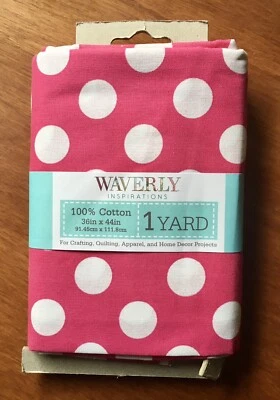 WAVERLY
INSPIRATIONS
100% Cotton
36in x 44in
91.45cm x 111.8cm
1 YARD
For Crafting, Quilting, Apparel, and Home Decor Projects